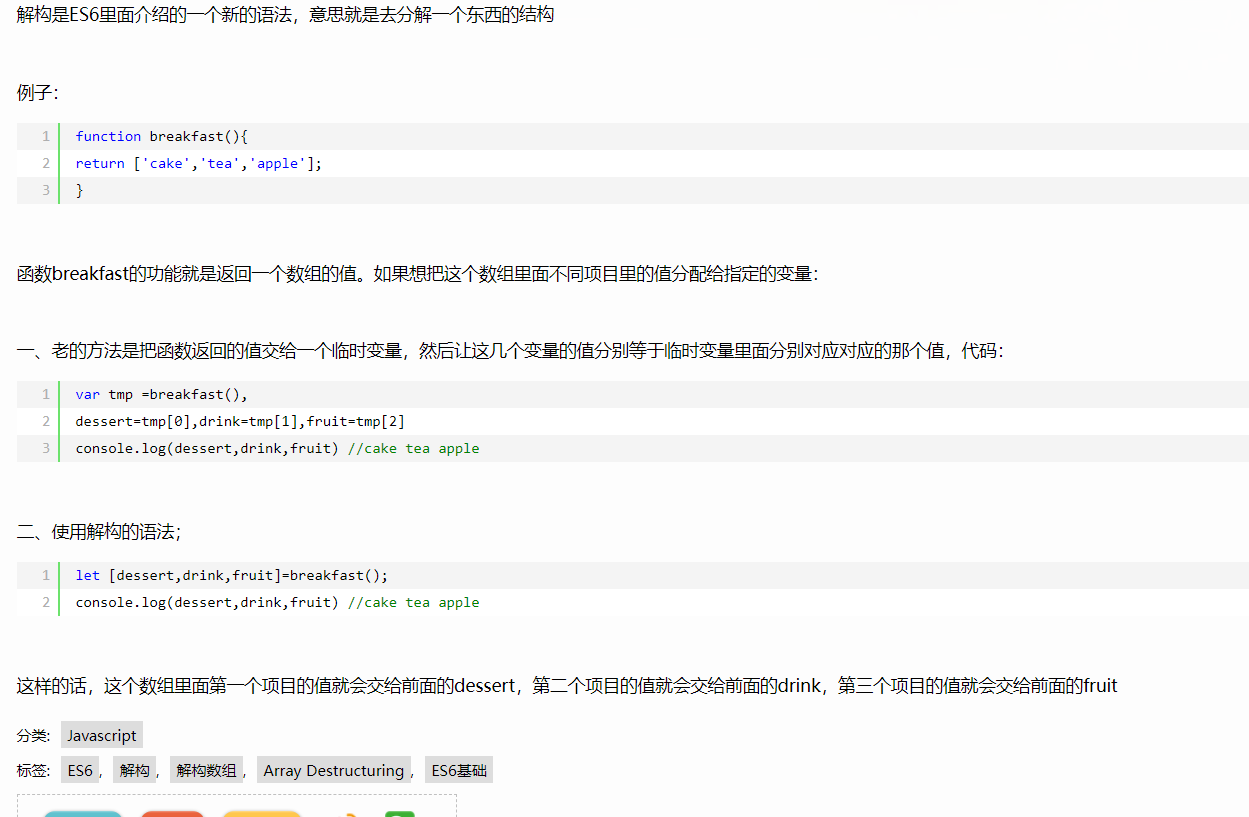 解构是ES6里面介绍的一个新的语法，意思就是去分解一个东西的结构
例子：
1 function breakfast(){
2 return ['cake','tea','apple'];
3 }
函数breakfast的功能就是返回一个数组的值。如果想把这个数组里面不同项目里的值分配给指定的变量：
一、老的方法是把函数返回的值交给一个临时变量，然后让这几个变量的值分别等于临时变量里面分别对应对应的那个值，代码：
1 var tmp =breakfast(),
2 dessert=tmp[0],drink=tmp[1],fruit=tmp[2]
3 console.log(dessert,drink,fruit) //cake tea apple
二、使用解构的语法；
1 let [dessert,drink,fruit]=breakfast();
2 console.log(dessert,drink,fruit) //cake tea apple
这样的话，这个数组里面第一个项目的值就会交给前面的dessert，第二个项目的值就会交给前面的drink，第三个项目的值就会交给前面的fruit
分类: Javascript
标签: ES6 , 解构 , 解构数组 , Array Destructuring , ES6基础